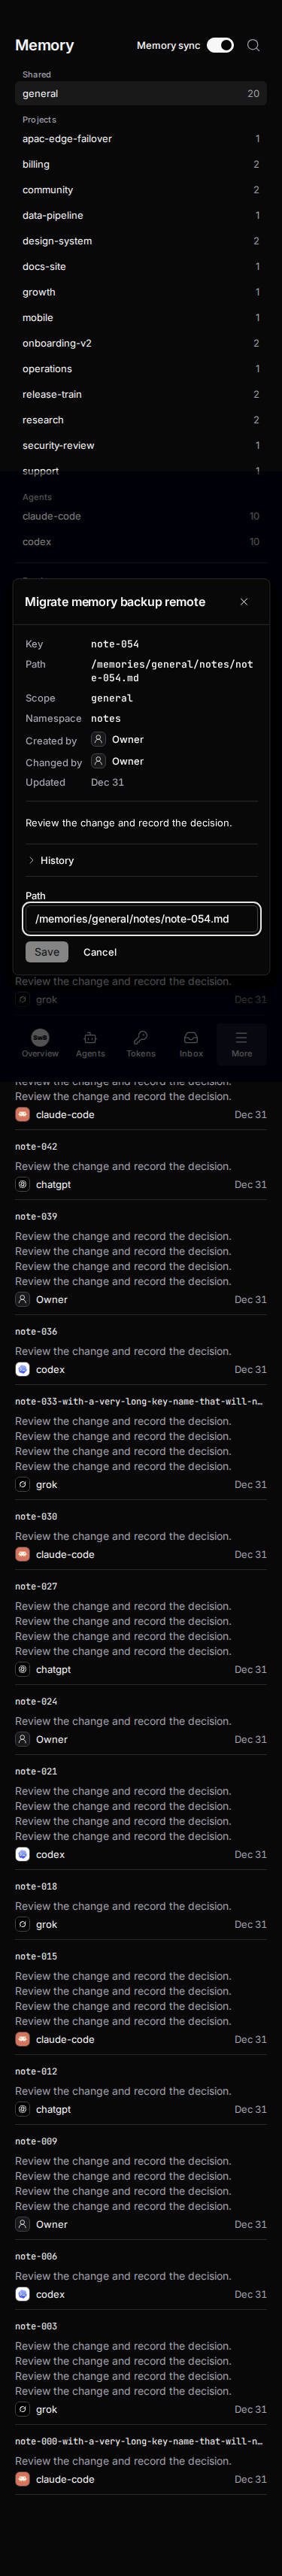 Memory
Memory sync
Shared
general 20
Projects
apac-edge-failover 1
billing 2
community 2
data-pipeline 1
design-system 2
docs-site 1
growth 1
mobile 1
onboarding-v2 2
operations 1
release-train 2
research 2
security-review 1
support 1
Agents
claude-code 10
codex 10
Migrate memory backup remote
Key note-054
Path /memories/general/notes/not
e-054.md
Scope general
Namespace notes
Created by Owner
Changed by Owner
Updated Dec 31
Review the change and record the decision.
History
Path
/memories/general/notes/note-054.md
Save Cancel
Review the change and record the decision.
grok Dec 31
Overview Agents Tokens Inbox More
Review the change and record the decision.
Review the change and record the decision.
claude-code Dec 31
note-042
Review the change and record the decision.
chatgpt Dec 31
note-039
Review the change and record the decision.
Review the change and record the decision.
Review the change and record the decision.
Review the change and record the decision.
Owner Dec 31
note-036
Review the change and record the decision.
codex Dec 31
note-033-with-a-very-long-key-name-that-will-n…
Review the change and record the decision.
Review the change and record the decision.
Review the change and record the decision.
Review the change and record the decision.
grok Dec 31
note-030
Review the change and record the decision.
claude-code Dec 31
note-027
Review the change and record the decision.
Review the change and record the decision.
Review the change and record the decision.
Review the change and record the decision.
chatgpt Dec 31
note-024
Review the change and record the decision.
Owner Dec 31
note-021
Review the change and record the decision.
Review the change and record the decision.
Review the change and record the decision.
Review the change and record the decision.
codex Dec 31
note-018
Review the change and record the decision.
grok Dec 31
note-015
Review the change and record the decision.
Review the change and record the decision.
Review the change and record the decision.
Review the change and record the decision.
claude-code Dec 31
note-012
Review the change and record the decision.
chatgpt Dec 31
note-009
Review the change and record the decision.
Review the change and record the decision.
Review the change and record the decision.
Review the change and record the decision.
Owner Dec 31
note-006
Review the change and record the decision.
codex Dec 31
note-003
Review the change and record the decision.
Review the change and record the decision.
Review the change and record the decision.
Review the change and record the decision.
grok Dec 31
note-000-with-a-very-long-key-name-that-will-n…
Review the change and record the decision.
claude-code Dec 31